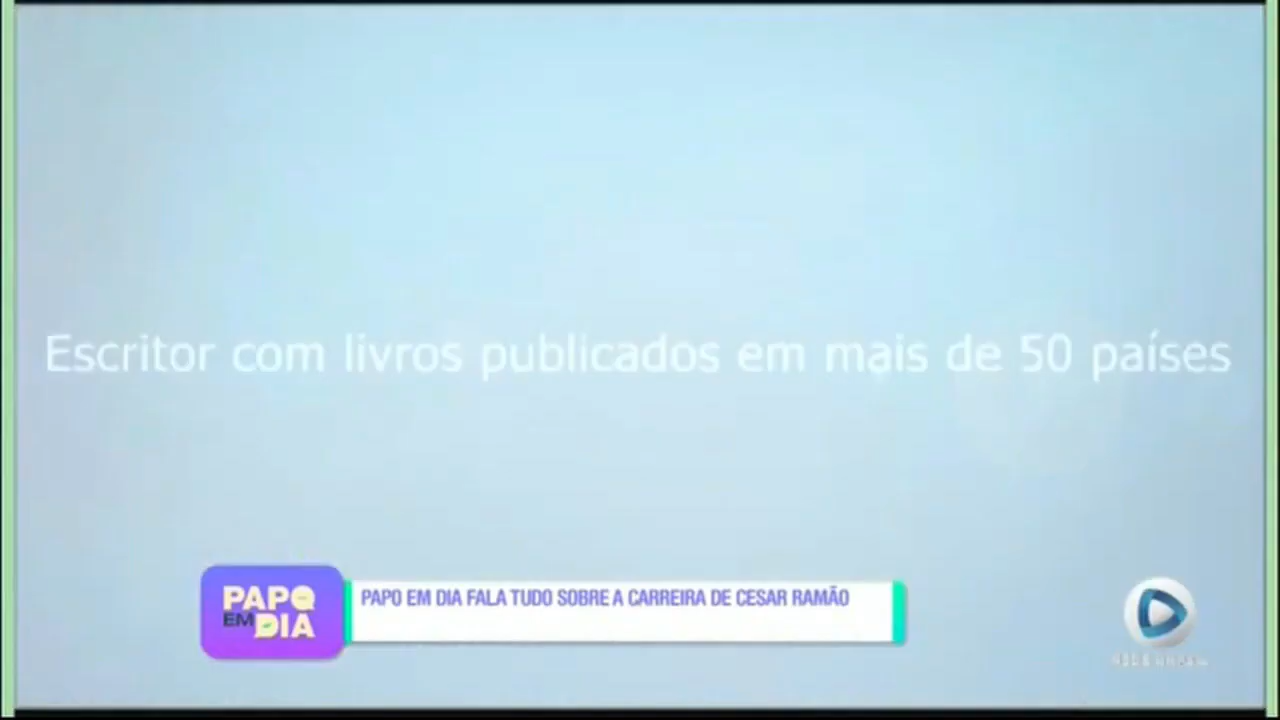 Escritor com livros publicados em mais de 50 países
PAPO
EM DIA
PAPO EM DIA FALA TUDO SOBRE A CARREIRA DE CESAR RAMÃO